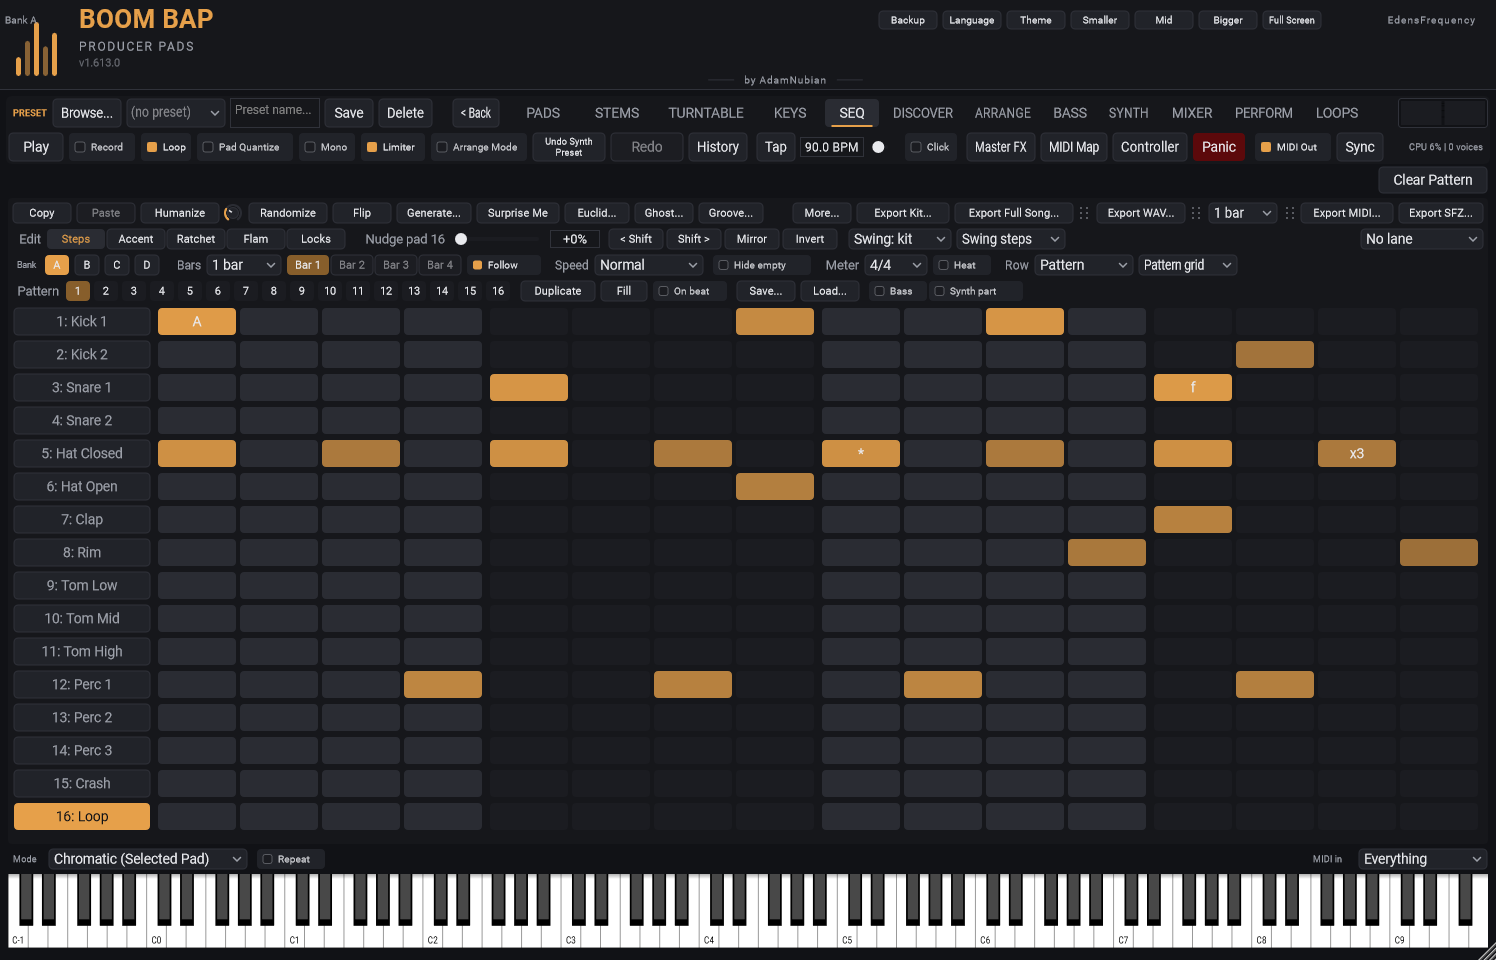 Bank A
BOOM BAP
PRODUCER PADS
v1.613.0
Backup Language Theme Smaller Mid Bigger Full Screen EdensFrequency
by AdamNubian
PRESET Browse... (no preset) Preset name... Save Delete < Back PADS STEMS TURNTABLE KEYS SEQ DISCOVER ARRANGE BASS SYNTH MIXER PERFORM LOOPS
Play Record Loop Pad Quantize Mono Limiter Arrange Mode Undo Synth Preset Redo History Tap 90.0 BPM Click Master FX MIDI Map Controller Panic MIDI Out Sync CPU 6% | 0 voices
Clear Pattern
Copy Paste Humanize Randomize Flip Generate... Surprise Me Euclid... Ghost... Groove... More... Export Kit... Export Full Song... Export WAV... 1 bar Export MIDI... Export SFZ...
Edit Steps Accent Ratchet Flam Locks Nudge pad 16 +0% < Shift Shift > Mirror Invert Swing: kit Swing steps No lane
Bank A B C D Bars 1 bar Bar 1 Bar 2 Bar 3 Bar 4 Follow Speed Normal Hide empty Meter 4/4 Heat Row Pattern Pattern grid
Pattern 1 2 3 4 5 6 7 8 9 10 11 12 13 14 15 16 Duplicate Fill On beat Save... Load... Bass Synth part
1: Kick 1 A
2: Kick 2
3: Snare 1 f
4: Snare 2
5: Hat Closed * x3
6: Hat Open
7: Clap
8: Rim
9: Tom Low
10: Tom Mid
11: Tom High
12: Perc 1
13: Perc 2
14: Perc 3
15: Crash
16: Loop
Mode Chromatic (Selected Pad) Repeat MIDI in Everything
C-1 C0 C1 C2 C3 C4 C5 C6 C7 C8 C9